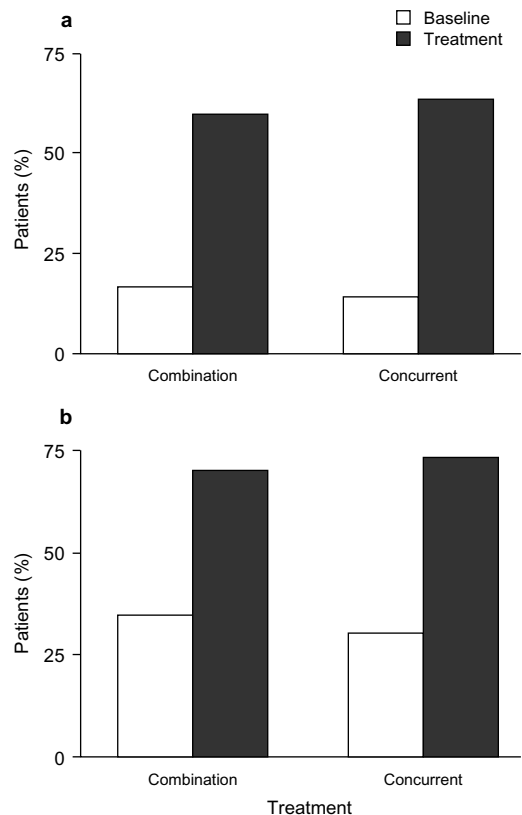 a
Baseline
Treatment
75
50
25
0
Patients (%)
Combination Concurrent
b
75
50
25
0
Patients (%)
Combination Concurrent
Treatment